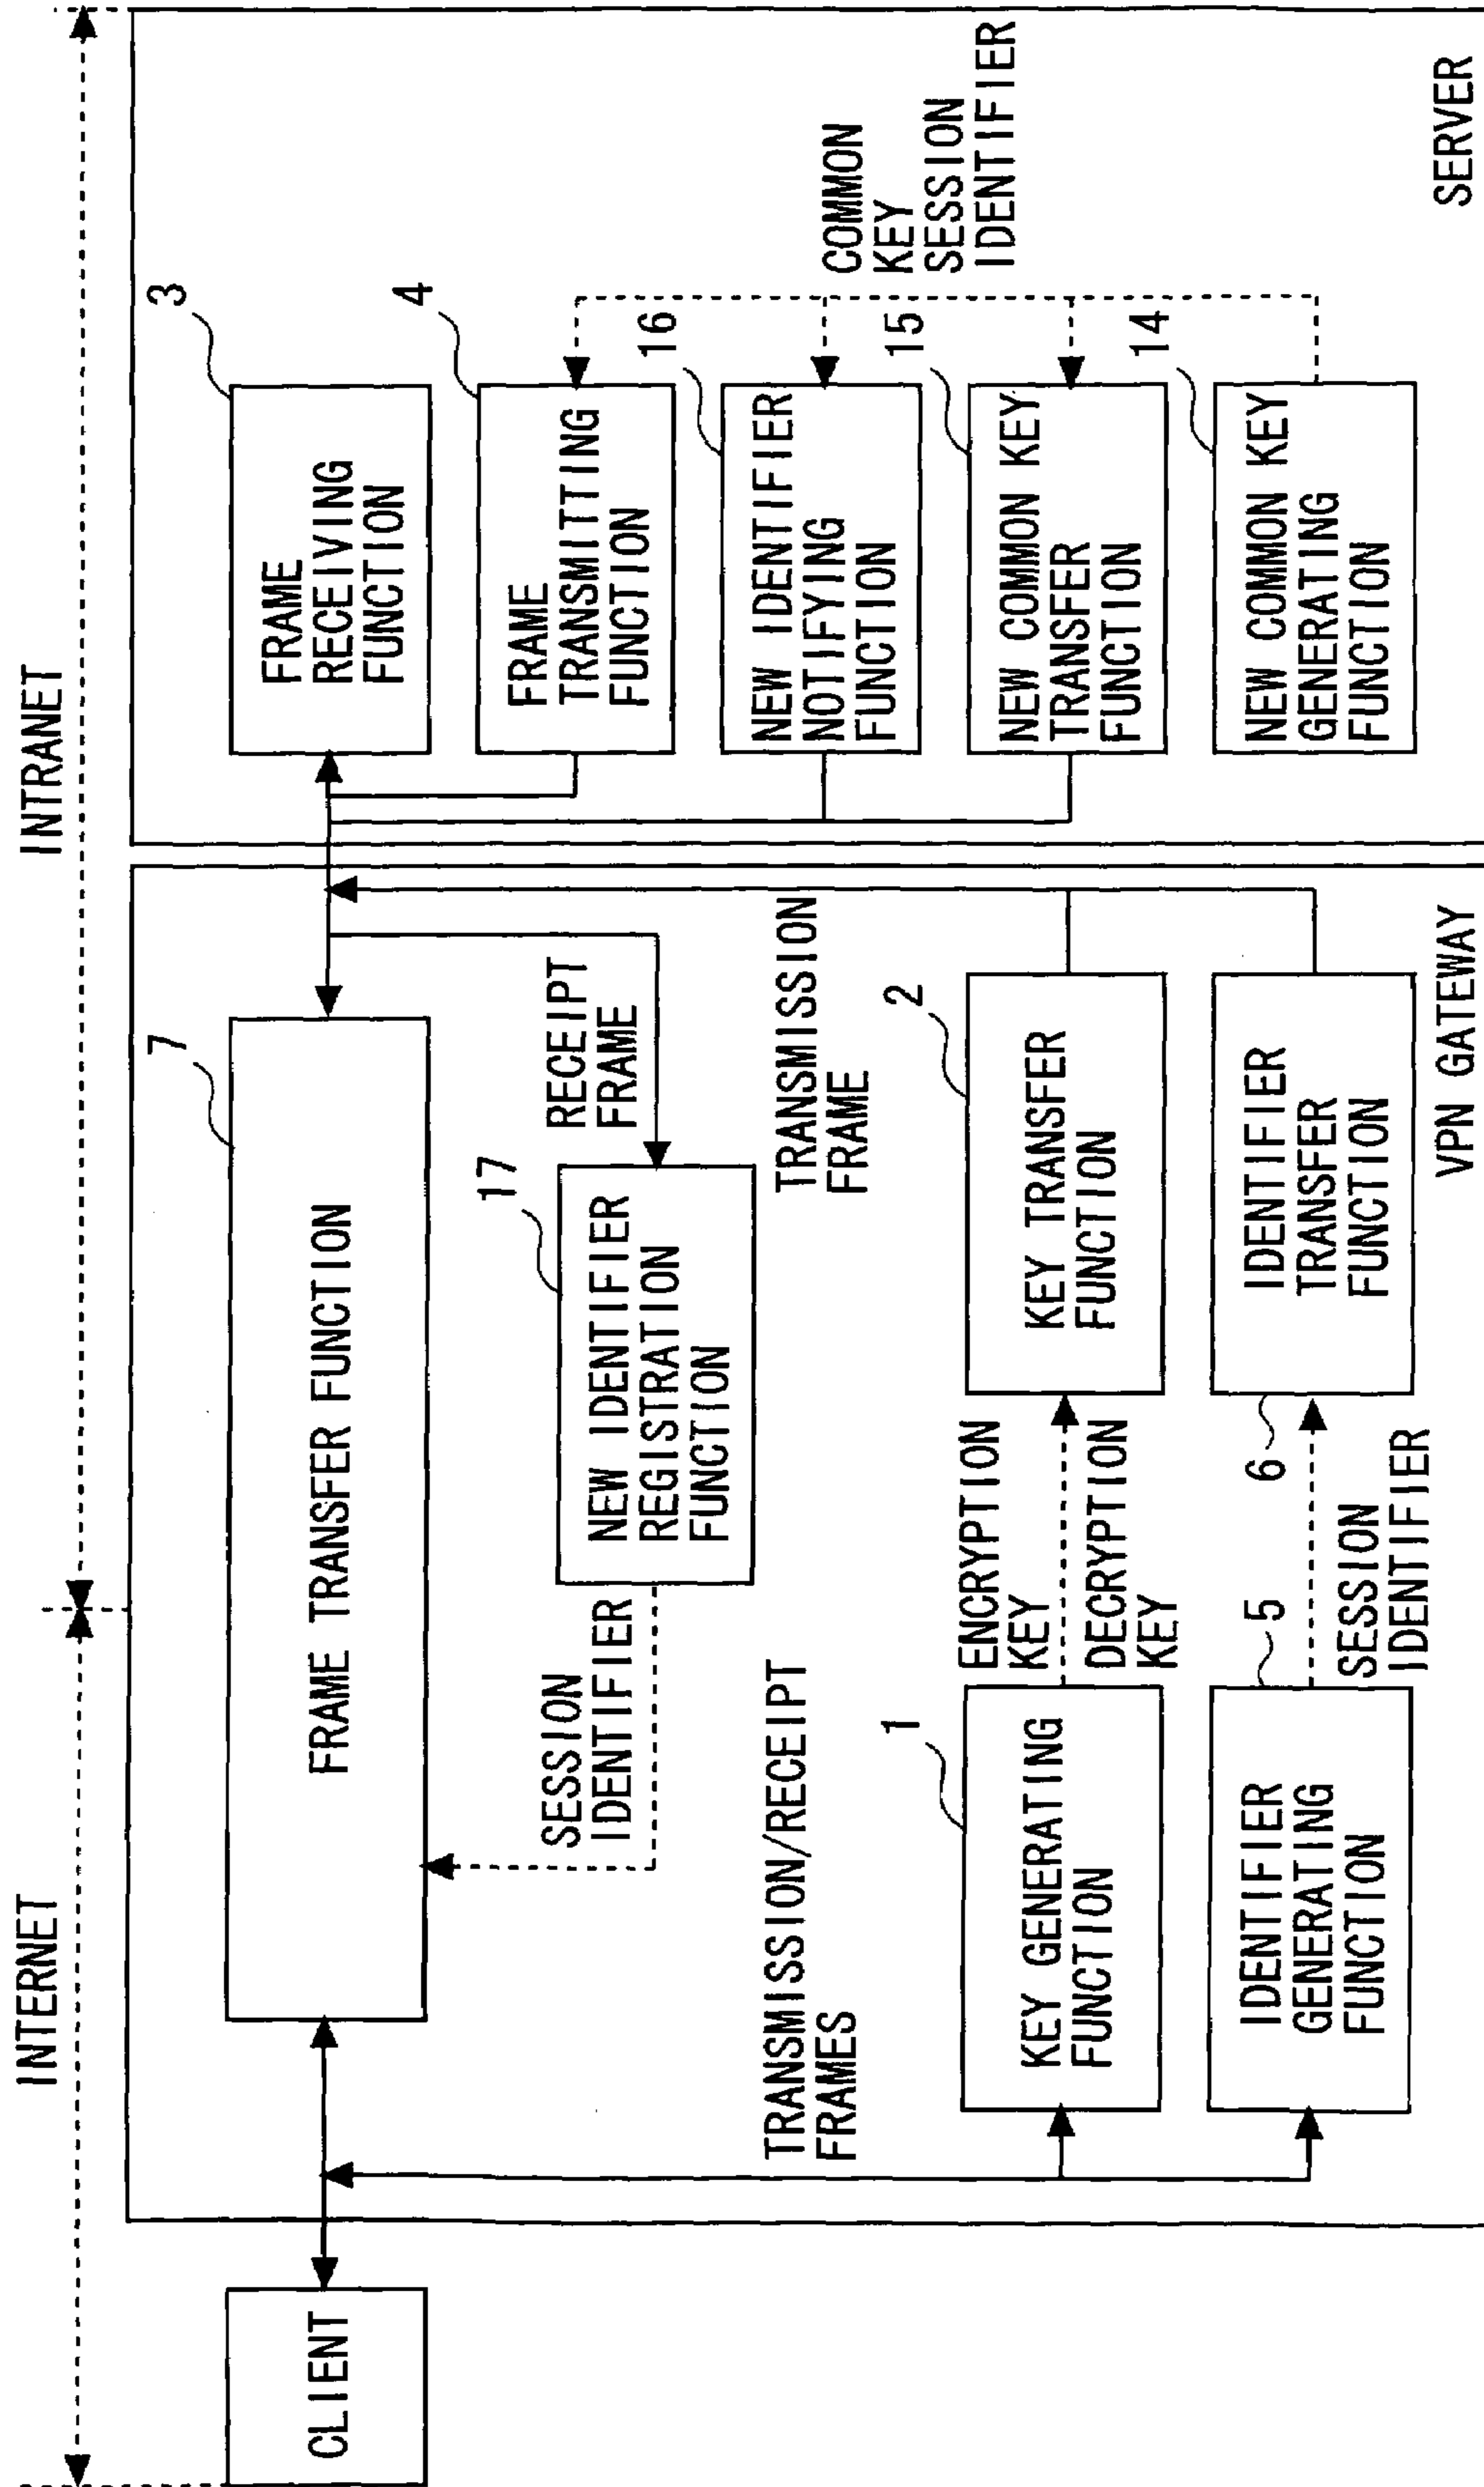 INTERNET
INTRANET
CLIENT
FRAME TRANSFER FUNCTION
7
SESSION
IDENTIFIER
NEW IDENTIFIER
REGISTRATION
FUNCTION
17
RECEIPT
FRAME
TRANSMISSION/RECEIPT
FRAMES
TRANSMISSION
FRAME
KEY GENERATING
FUNCTION
1
ENCRYPTION
KEY
DECRYPTION
KEY
KEY TRANSFER
FUNCTION
2
IDENTIFIER
GENERATING
FUNCTION
5
SESSION
IDENTIFIER
6
IDENTIFIER
TRANSFER
FUNCTION
VPN GATEWAY
FRAME
RECEIVING
FUNCTION
3
FRAME
TRANSMITTING
FUNCTION
4
NEW IDENTIFIER
NOTIFYING
FUNCTION
16
NEW COMMON KEY
TRANSFER
FUNCTION
15
NEW COMMON KEY
GENERATING
FUNCTION
14
COMMON
KEY
SESSION
IDENTIFIER
SERVER